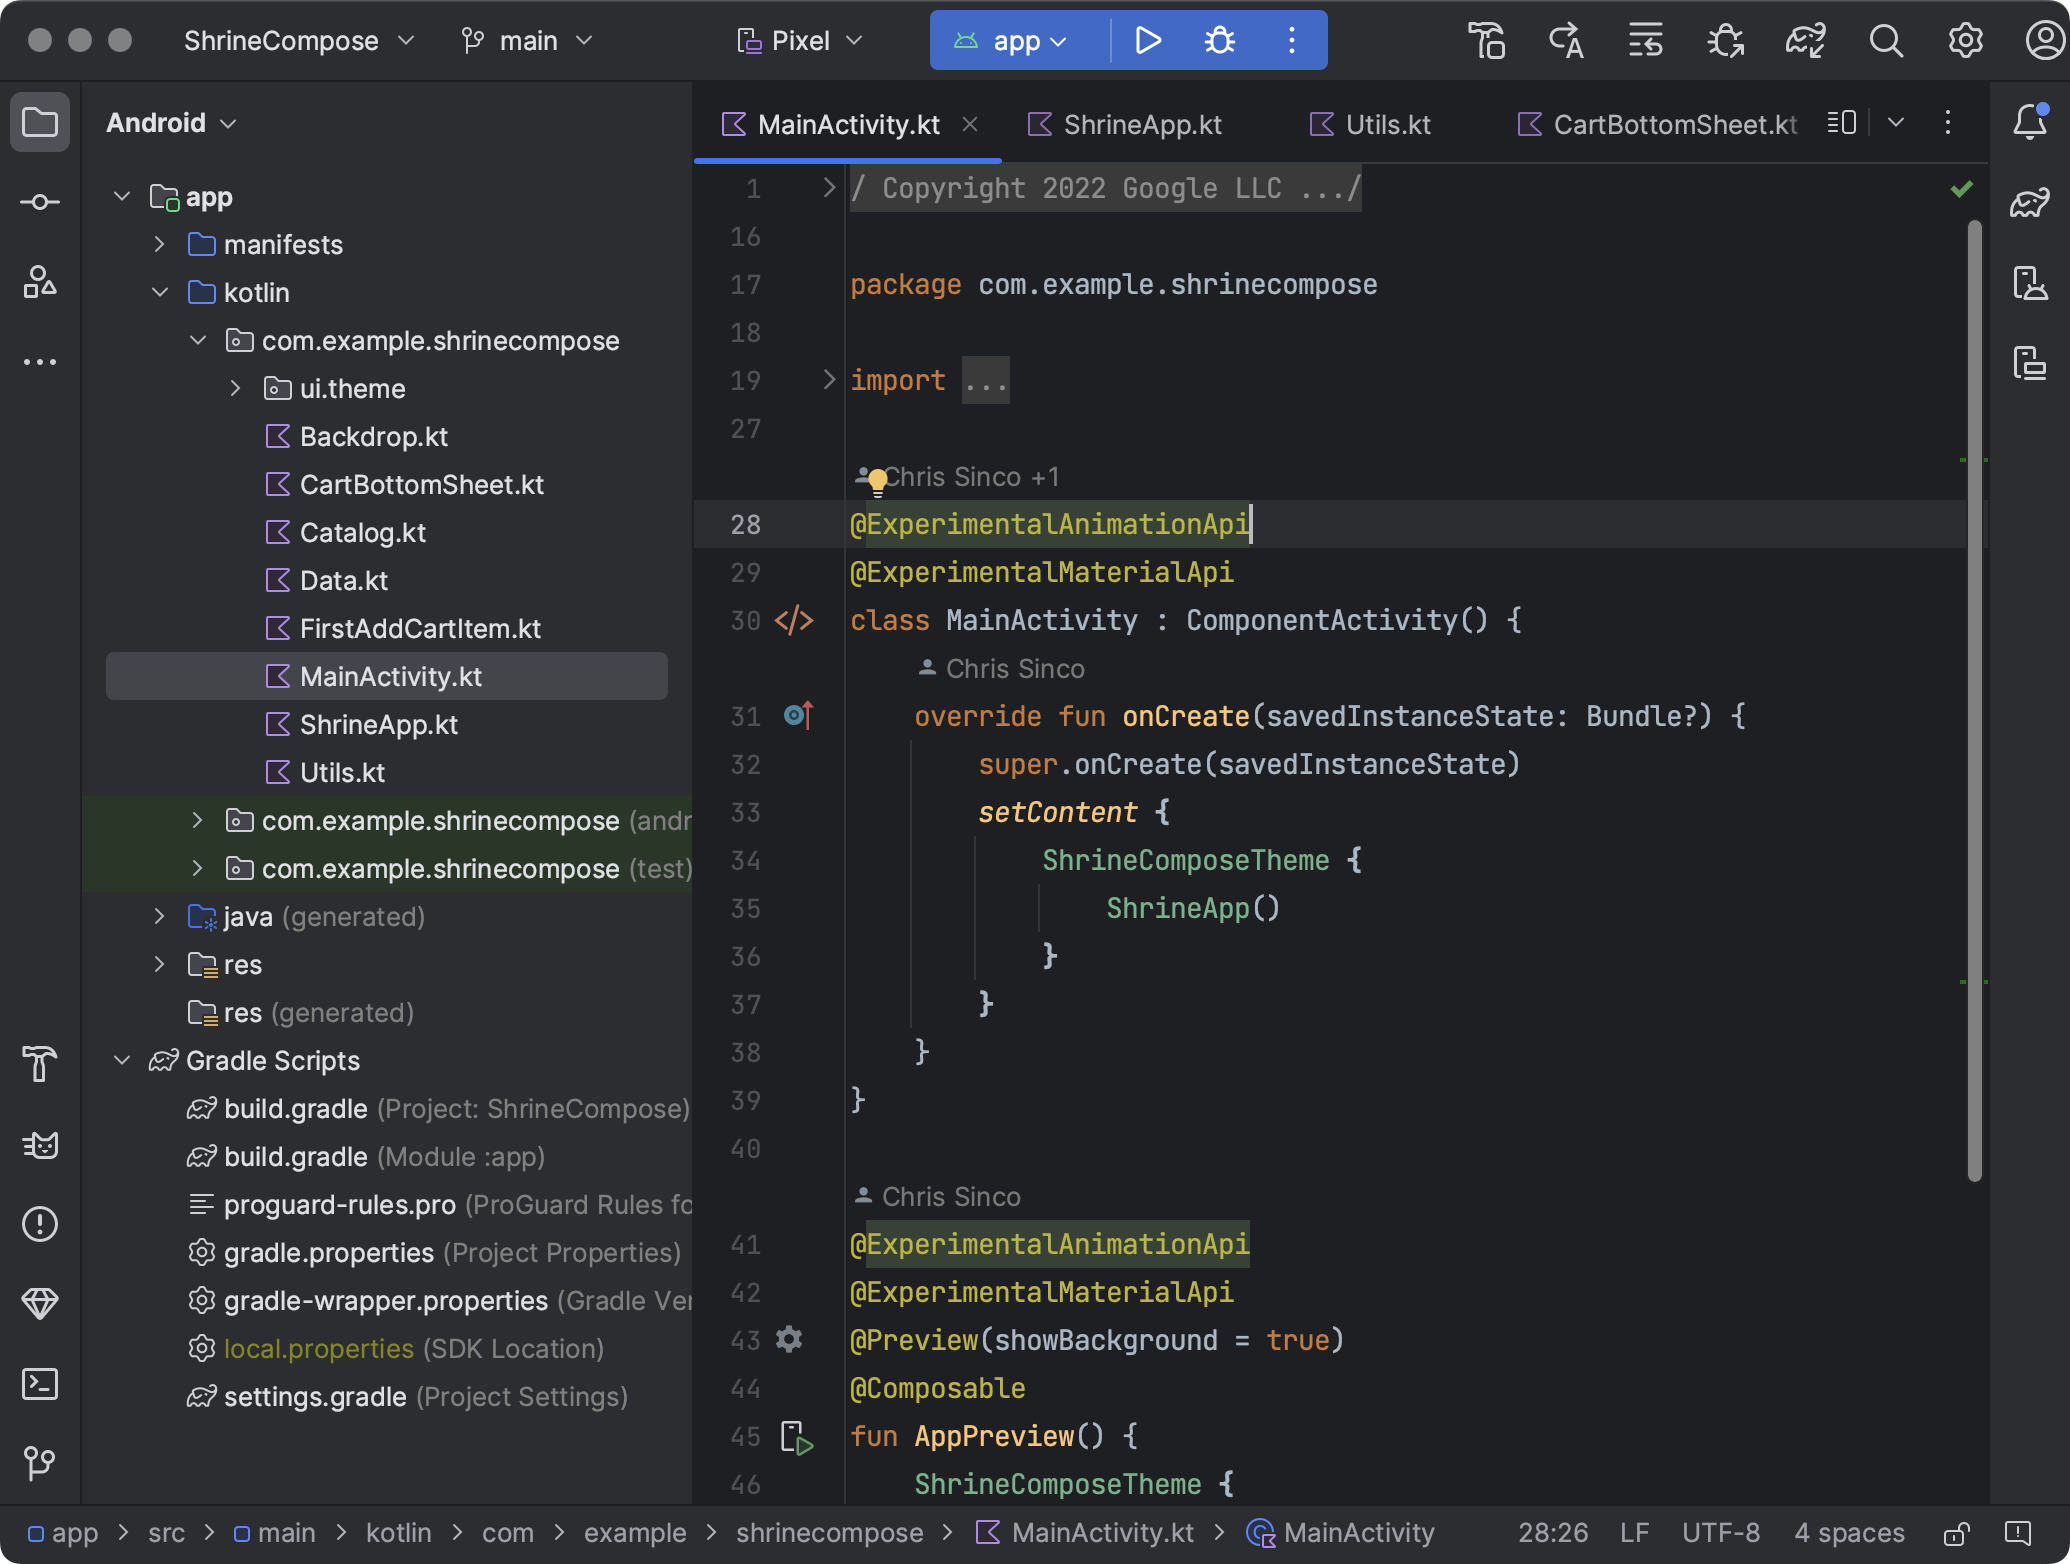 ShrineCompose main Pixel app
Android
app
manifests
kotlin
com.example.shrinecompose
ui.theme
Backdrop.kt
CartBottomSheet.kt
Catalog.kt
Data.kt
FirstAddCartItem.kt
MainActivity.kt
ShrineApp.kt
Utils.kt
com.example.shrinecompose (andr
com.example.shrinecompose (test)
java (generated)
res
res (generated)
Gradle Scripts
build.gradle (Project: ShrineCompose)
build.gradle (Module :app)
proguard-rules.pro (ProGuard Rules fo
gradle.properties (Project Properties)
gradle-wrapper.properties (Gradle Ver
local.properties (SDK Location)
settings.gradle (Project Settings)
MainActivity.kt ShrineApp.kt Utils.kt CartBottomSheet.kt
1 / Copyright 2022 Google LLC .../
16
17 package com.example.shrinecompose
18
19 import ...
27
Chris Sinco +1
28 @ExperimentalAnimationApi
29 @ExperimentalMaterialApi
30 class MainActivity : ComponentActivity() {
Chris Sinco
31 override fun onCreate(savedInstanceState: Bundle?) {
32 super.onCreate(savedInstanceState)
33 setContent {
34 ShrineComposeTheme {
35 ShrineApp()
36 }
37 }
38 }
39 }
40
Chris Sinco
41 @ExperimentalAnimationApi
42 @ExperimentalMaterialApi
43 @Preview(showBackground = true)
44 @Composable
45 fun AppPreview() {
46 ShrineComposeTheme {
app > src > main > kotlin > com > example > shrinecompose > MainActivity.kt > MainActivity 28:26 LF UTF-8 4 spaces